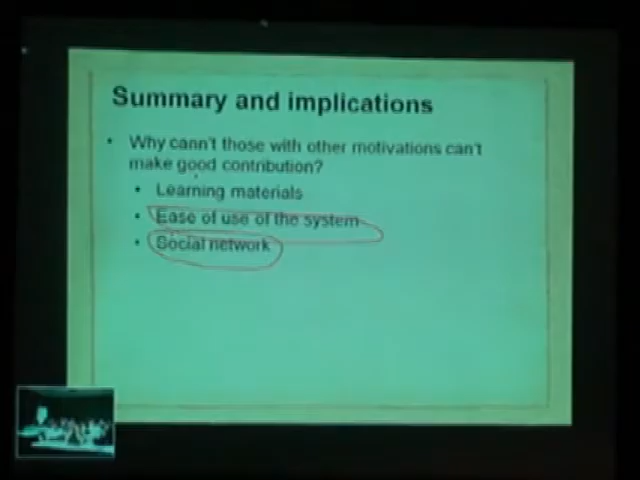 Summary and implications
Why cann't those with other motivations can't
make good contribution?
Learning materials
Ease of use of the system
Social network